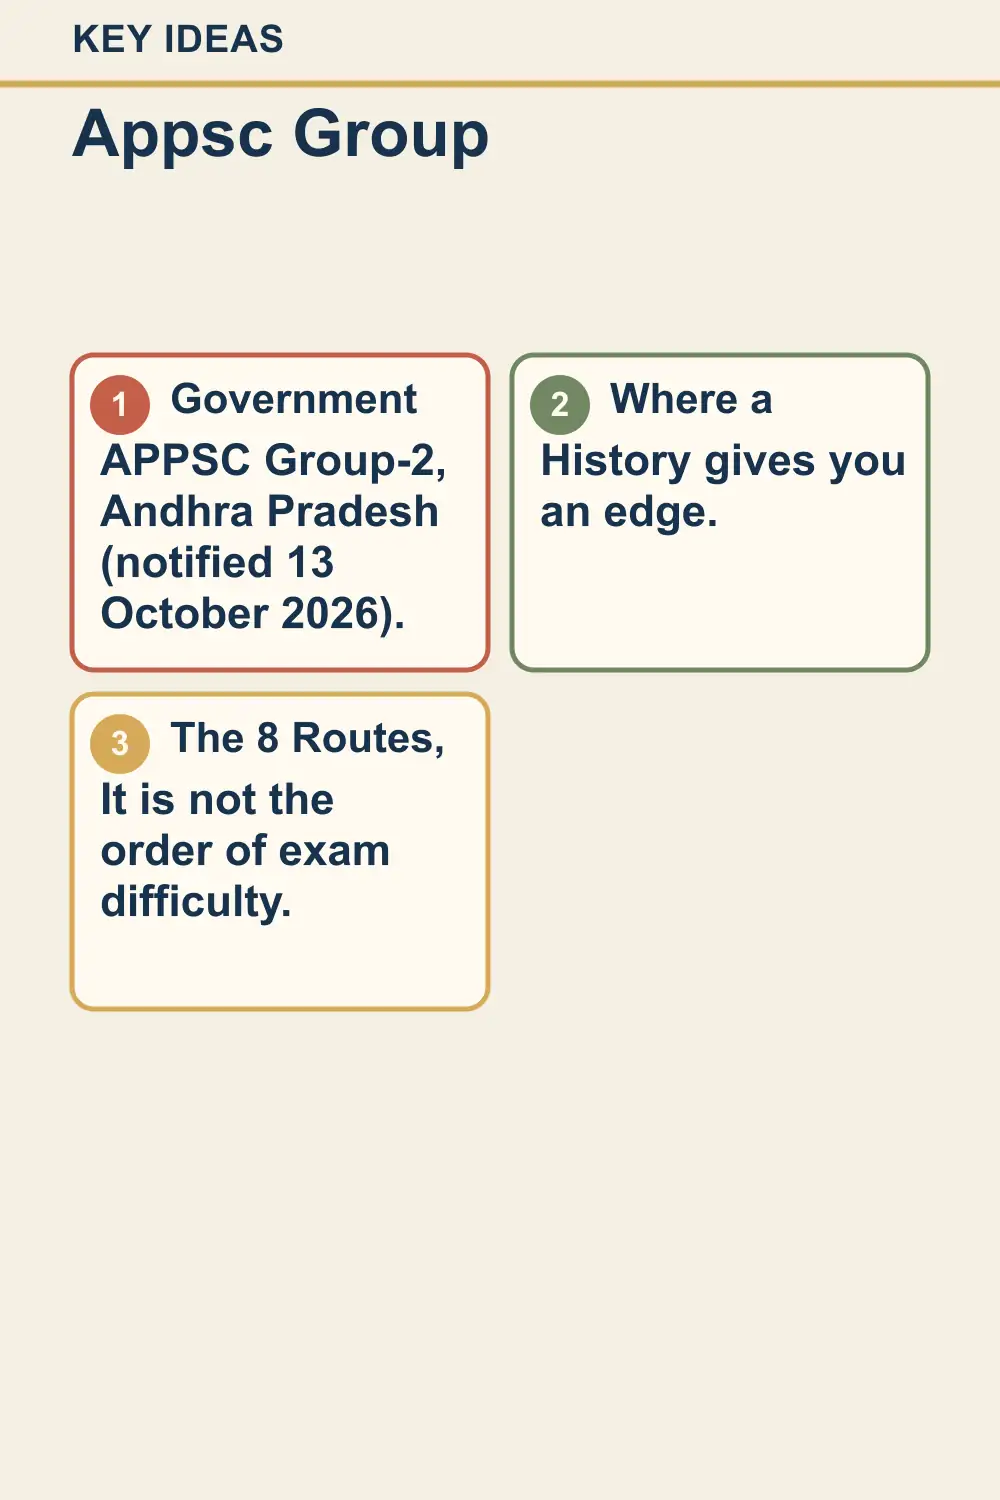 KEY IDEAS
Appsc Group
1 Government
APPSC Group-2,
Andhra Pradesh
(notified 13
October 2026).
2 Where a
History gives you
an edge.
3 The 8 Routes,
It is not the
order of exam
difficulty.